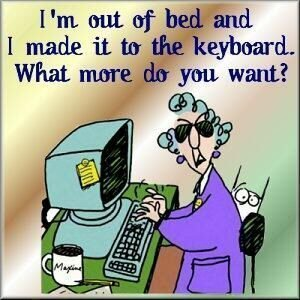 I'm out of bed and
I made it to the keyboard.
What more do you want?
Maxine